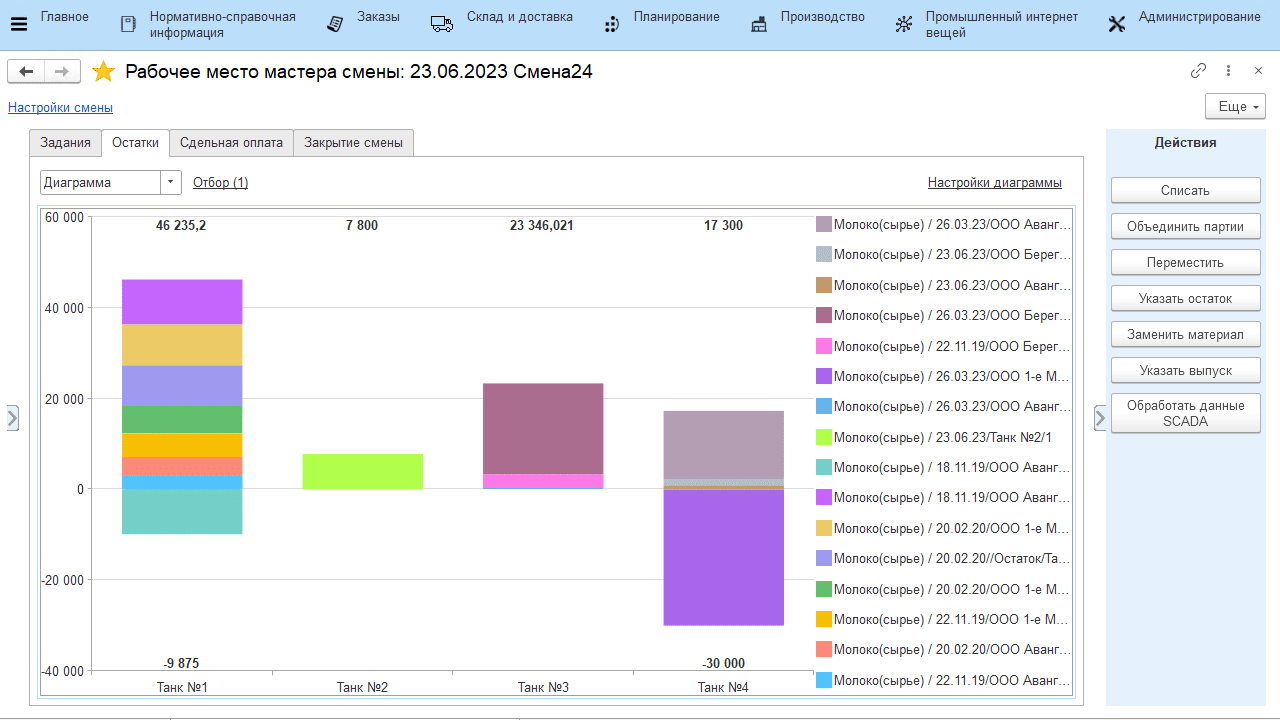 Главное
Нормативно-справочная
информация
Заказы
Склад и доставка
Планирование
Производство
Промышленный интернет
вещей
Администрирование
Рабочее место мастера смены: 23.06.2023 Смена24
Настройки смены
Еще
Задания
Остатки
Сдельная оплата
Закрытие смены
Диаграмма
Отбор (1)
Настройки диаграммы
60 000
40 000
20 000
0
-20 000
-40 000
46 235,2
7 800
23 346,021
17 300
-9 875
-30 000
Танк №1
Танк №2
Танк №3
Танк №4
Молоко(сырье) / 26.03.23/ООО Аванг...
Молоко(сырье) / 23.06.23/ООО Берег...
Молоко(сырье) / 23.06.23/ООО Аванг...
Молоко(сырье) / 26.03.23/ООО Берег...
Молоко(сырье) / 22.11.19/ООО Берег...
Молоко(сырье) / 26.03.23/ООО 1-е М...
Молоко(сырье) / 26.03.23/ООО Аванг...
Молоко(сырье) / 23.06.23/Танк №2/1
Молоко(сырье) / 18.11.19/ООО Аванг...
Молоко(сырье) / 18.11.19/ООО Аванг...
Молоко(сырье) / 20.02.20/ООО 1-е М...
Молоко(сырье) / 20.02.20//Остаток/Та...
Молоко(сырье) / 20.02.20/ООО 1-е М...
Молоко(сырье) / 22.11.19/ООО 1-е М...
Молоко(сырье) / 20.02.20/ООО Аванг...
Молоко(сырье) / 22.11.19/ООО Аванг...
Действия
Списать
Объединить партии
Переместить
Указать остаток
Заменить материал
Указать выпуск
Обработать данные
SCADA